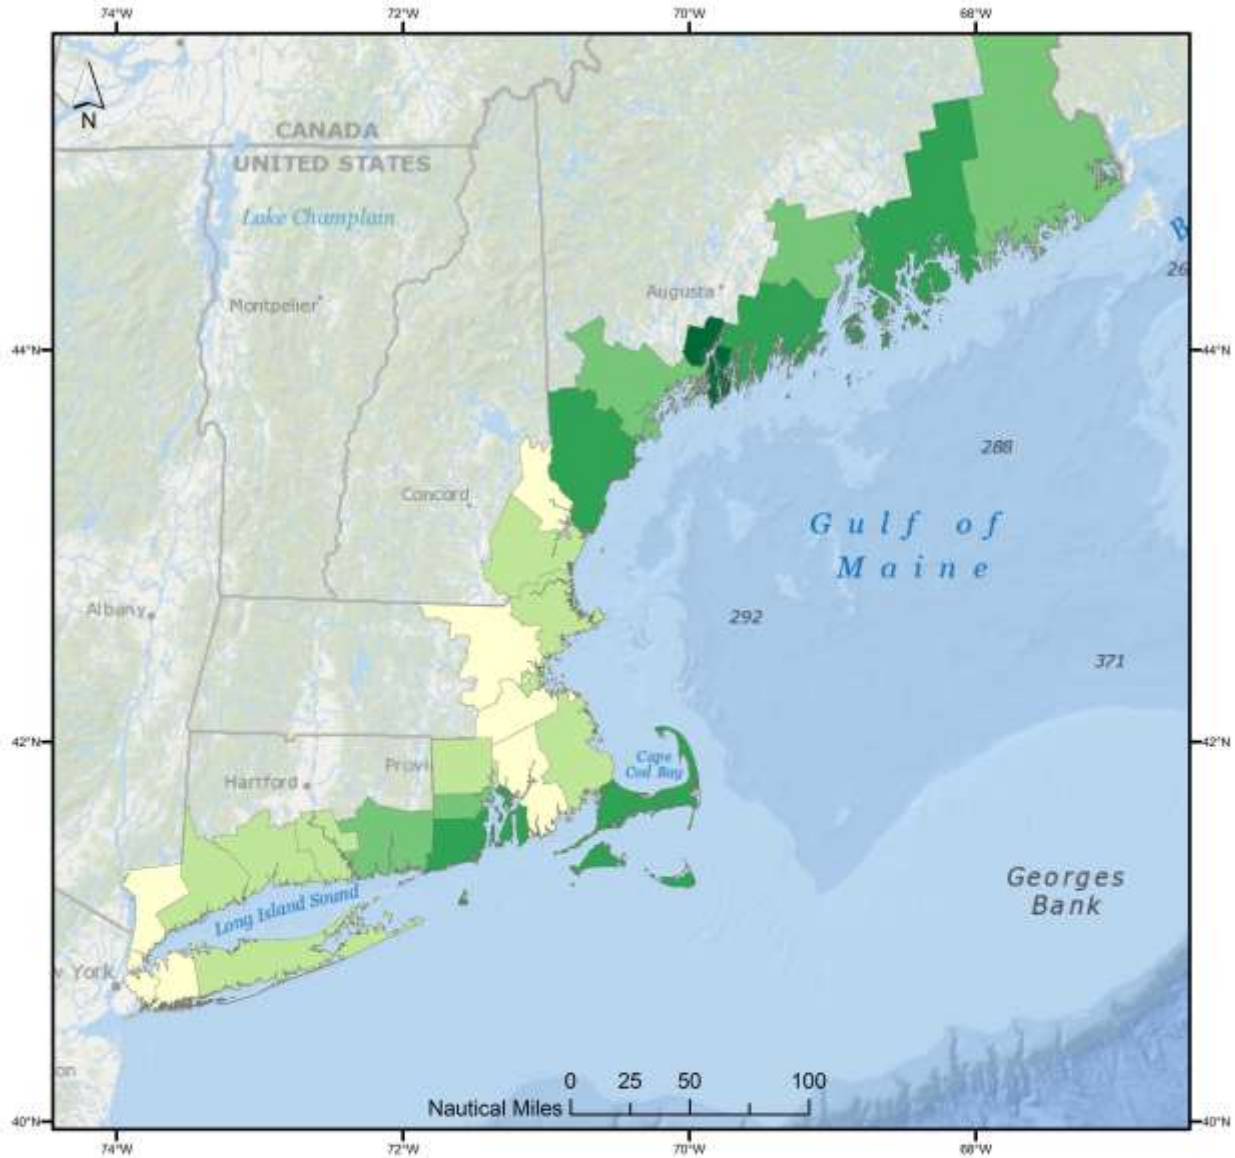 74°W 72°W 70°W 68°W
N
CANADA
UNITED STATES
Lake Champlain
B
26
Montpelier
Augusta
44°N 44°N
288
Concord
Gulf of
Maine
Albany
292
371
42°N 42°N
Cape
Cod Bay
Provi
Hartford
Georges
Bank
Long Island Sound
w York
on
0 25 50 100
Nautical Miles
40°N 40°N
74°W 72°W 70°W 68°W